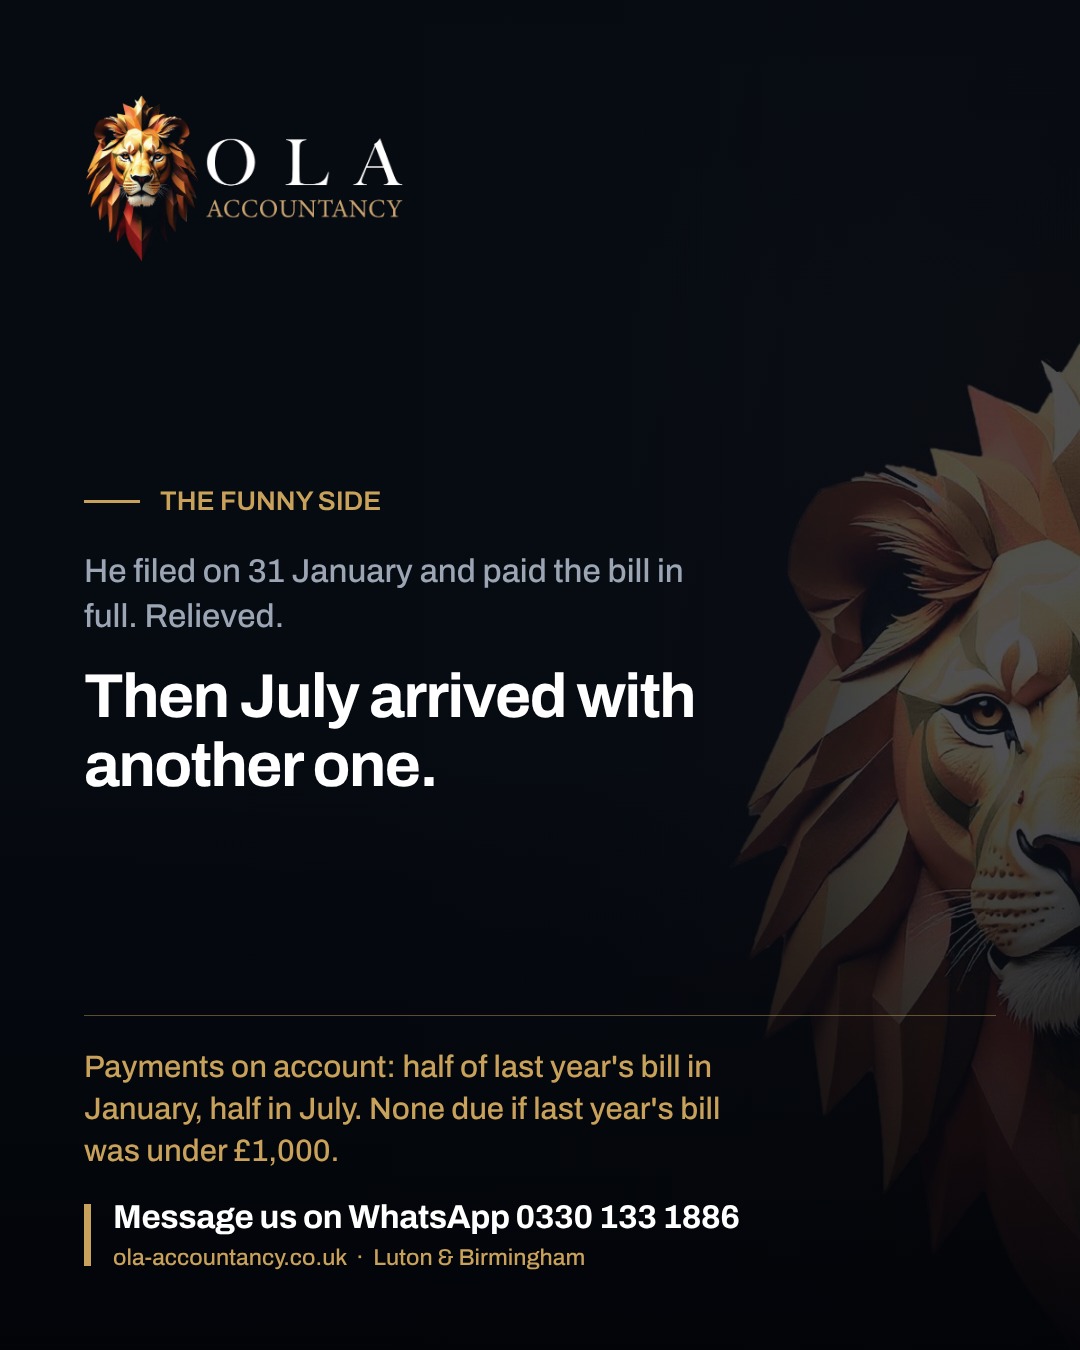 OLA
ACCOUNTANCY
THE FUNNY SIDE
He filed on 31 January and paid the bill in
full. Relieved.
Then July arrived with
another one.
Payments on account: half of last year's bill in
January, half in July. None due if last year's bill
was under £1,000.
Message us on WhatsApp 0330 133 1886
ola-accountancy.co.uk · Luton & Birmingham